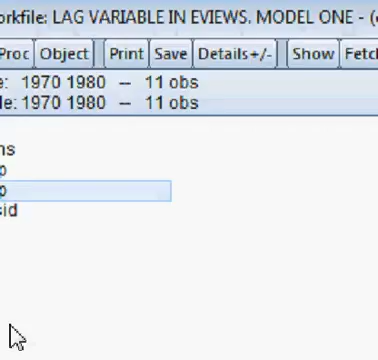 orkfile: LAG VARIABLE IN EVIEWS. MODEL ONE - (
Proc Object Print Save Details+/- Show Fetc
e: 1970 1980 -- 11 obs
le: 1970 1980 -- 11 obs
ns
p
p
sid